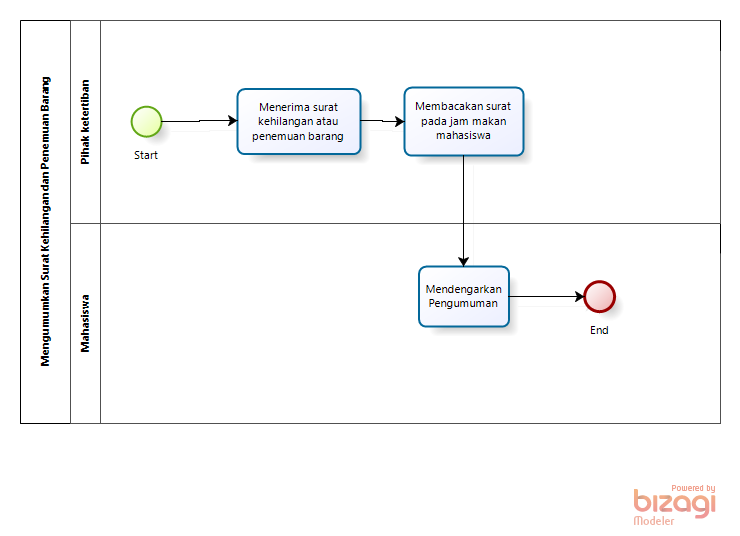 Mengumumkan Surat Kehilangan dan Penemuan Barang
Pihak ketertiban
Start
Menerima surat
kehilangan atau
penemuan barang
Membacakan surat
pada jam makan
mahasiswa
Mahasiswa
Mendengarkan
Pengumuman
End
Powered by
bizagi
Modeler